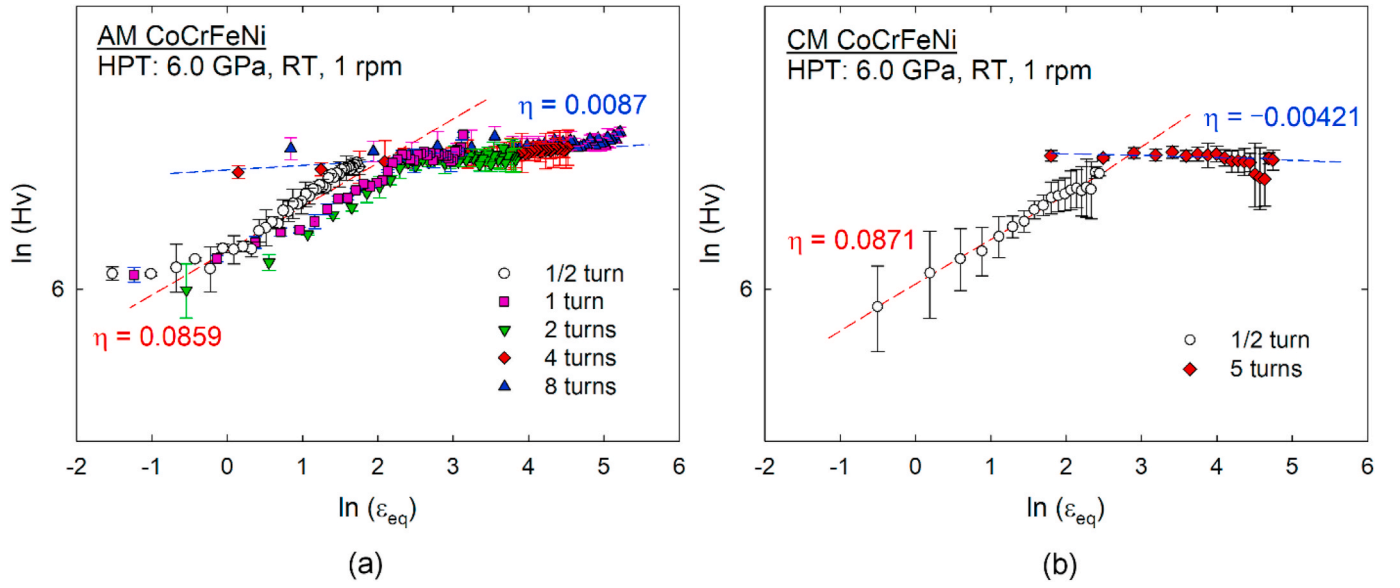 AM CoCrFeNi
HPT: 6.0 GPa, RT, 1 rpm
η = 0.0087
η = 0.0859
1/2 turn
1 turn
2 turns
4 turns
8 turns
ln (Hv)
6
-2 -1 0 1 2 3 4 5 6
ln (εeq)
(a)
CM CoCrFeNi
HPT: 6.0 GPa, RT, 1 rpm
η = −0.00421
η = 0.0871
1/2 turn
5 turns
ln (Hv)
6
-2 -1 0 1 2 3 4 5 6
ln (εeq)
(b)